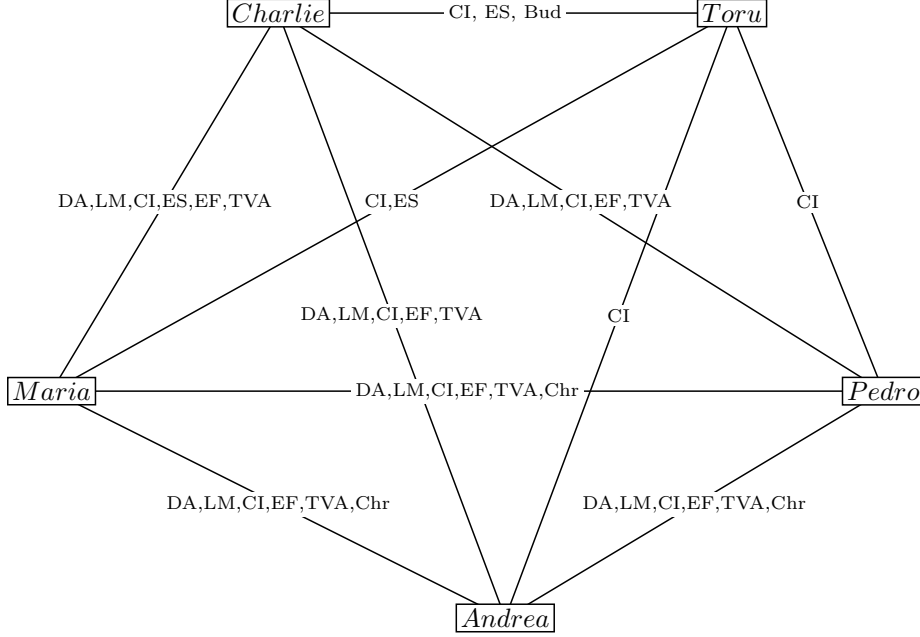 Charlie
CI, ES, Bud
Toru
DA,LM,CI,ES,EF,TVA
CI,ES
DA,LM,CI,EF,TVA
CI
DA,LM,CI,EF,TVA
CI
Maria
DA,LM,CI,EF,TVA,Chr
Pedro
DA,LM,CI,EF,TVA,Chr
DA,LM,CI,EF,TVA,Chr
Andrea